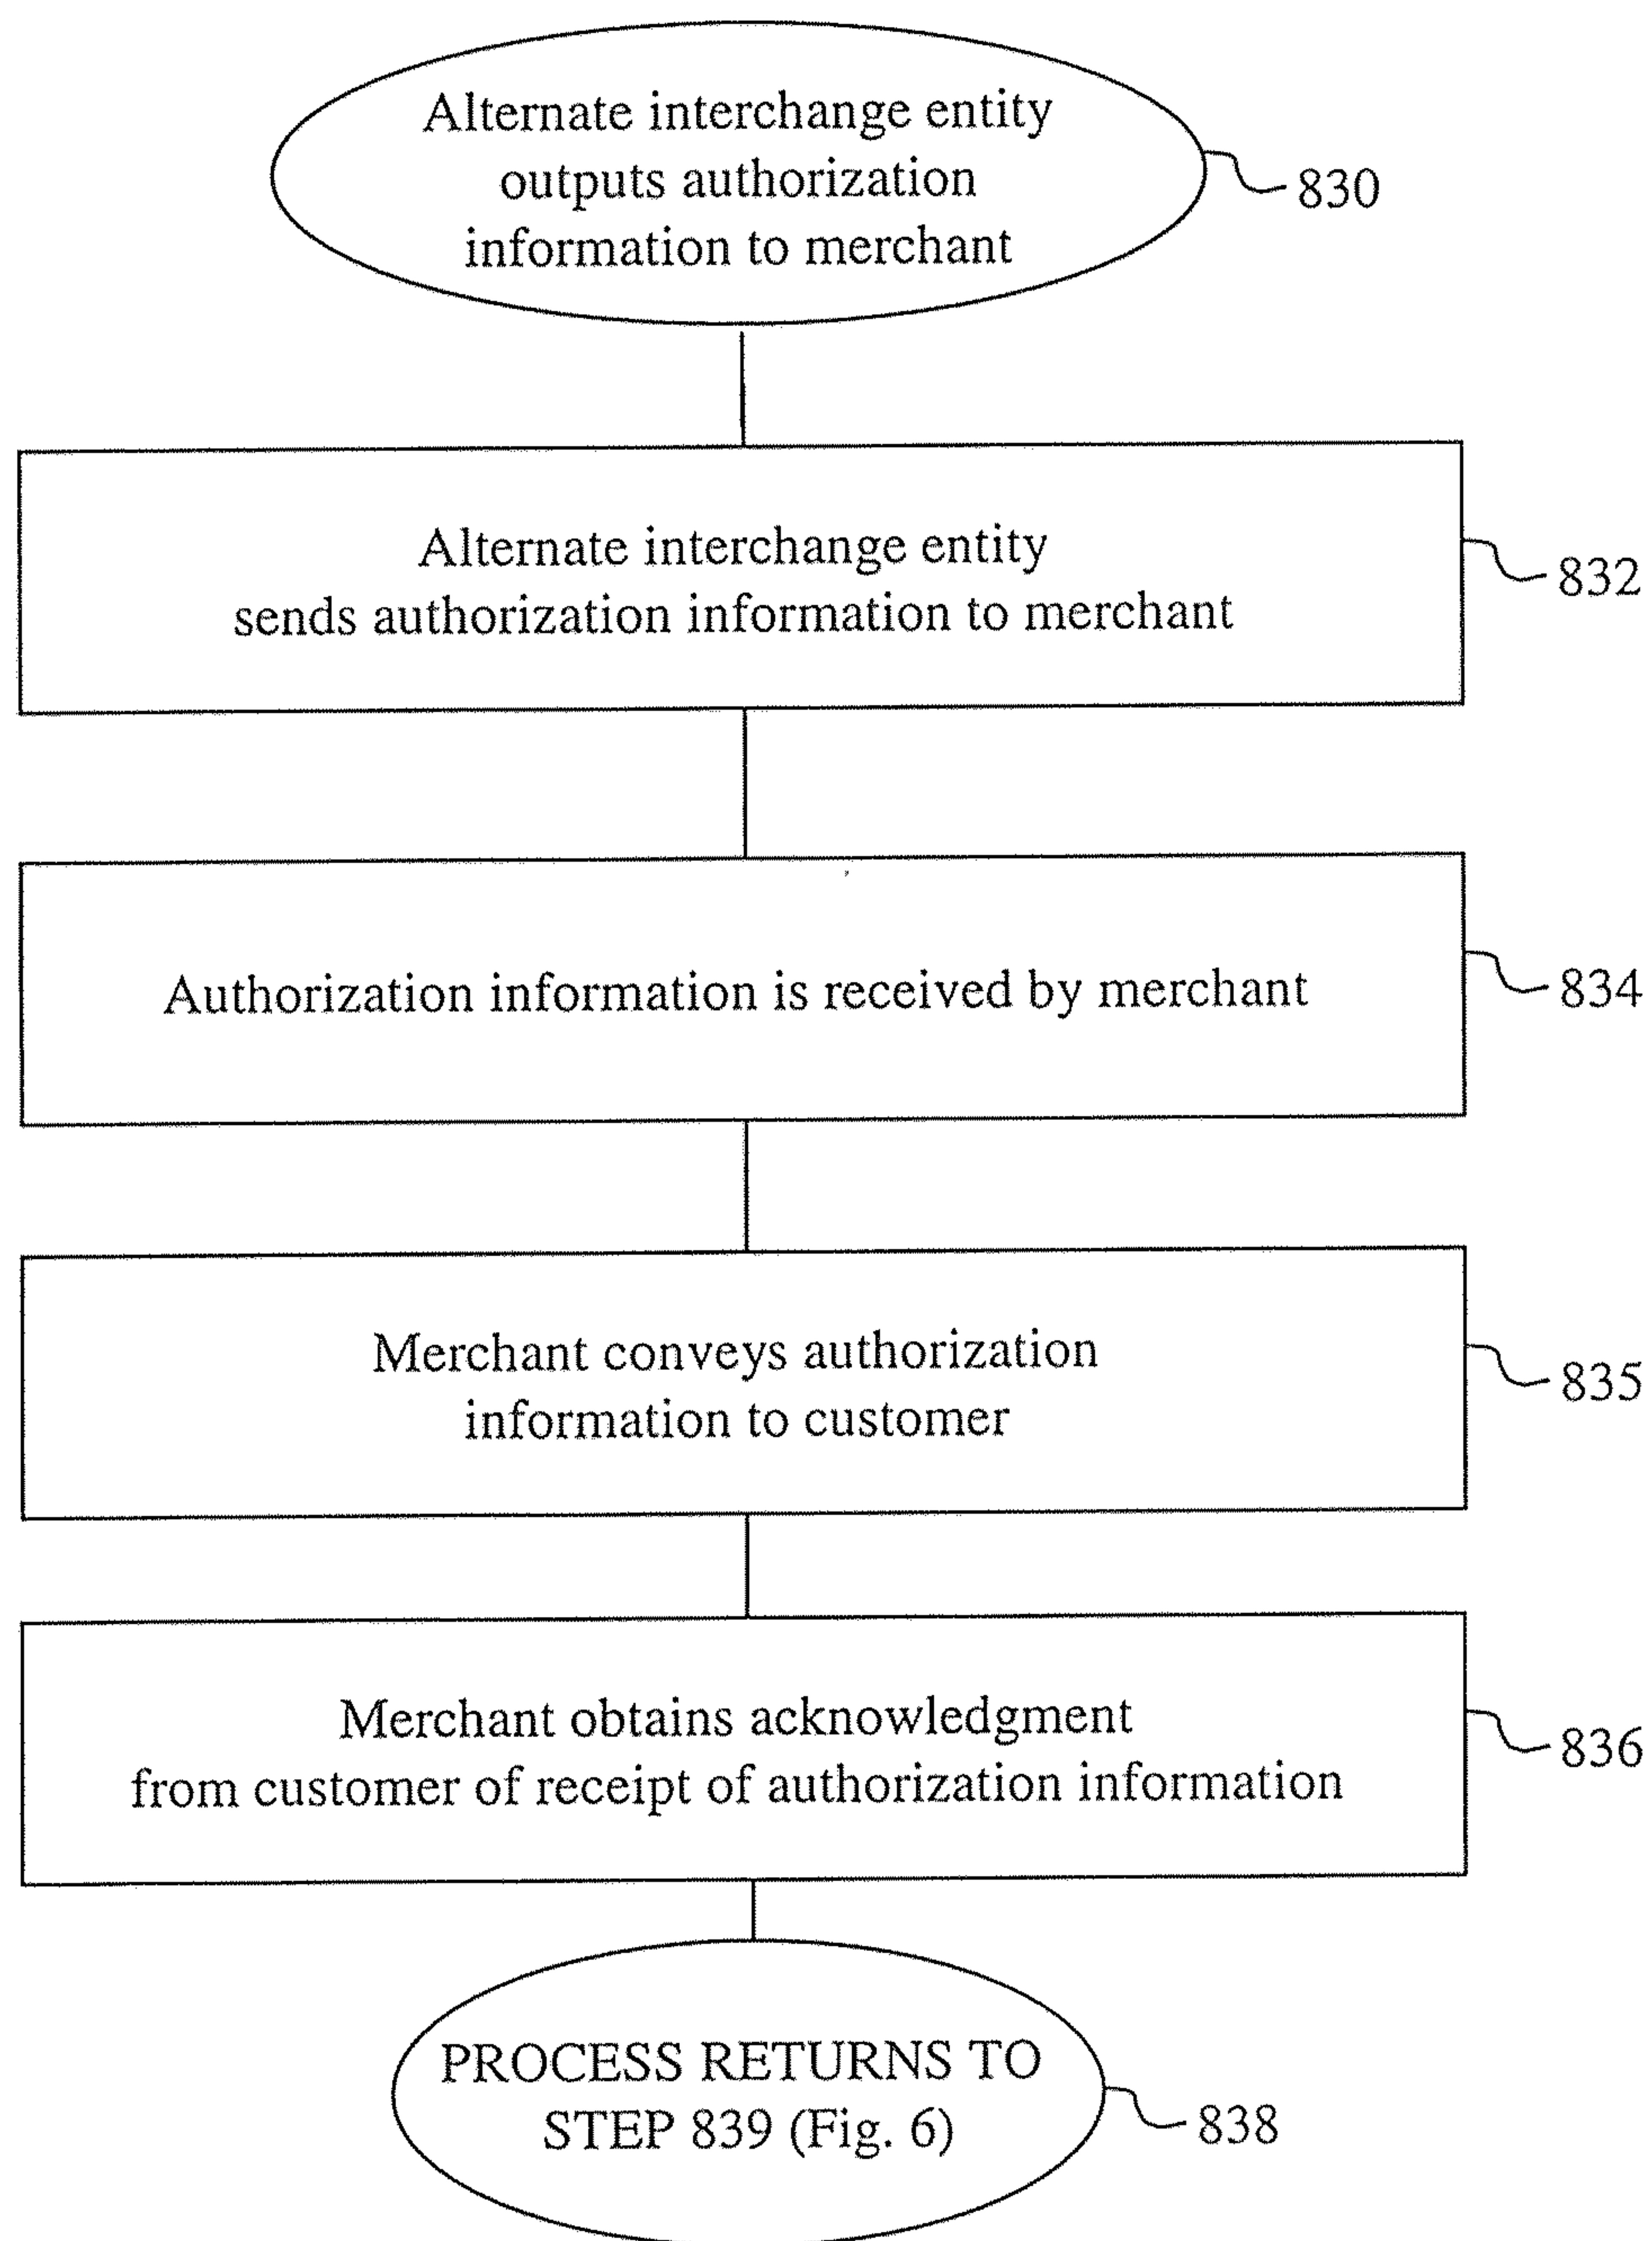 Alternate interchange entity
outputs authorization
information to merchant
830
Alternate interchange entity
sends authorization information to merchant
832
Authorization information is received by merchant
834
Merchant conveys authorization
information to customer
835
Merchant obtains acknowledgment
from customer of receipt of authorization information
836
PROCESS RETURNS TO
STEP 839 (Fig. 6)
838